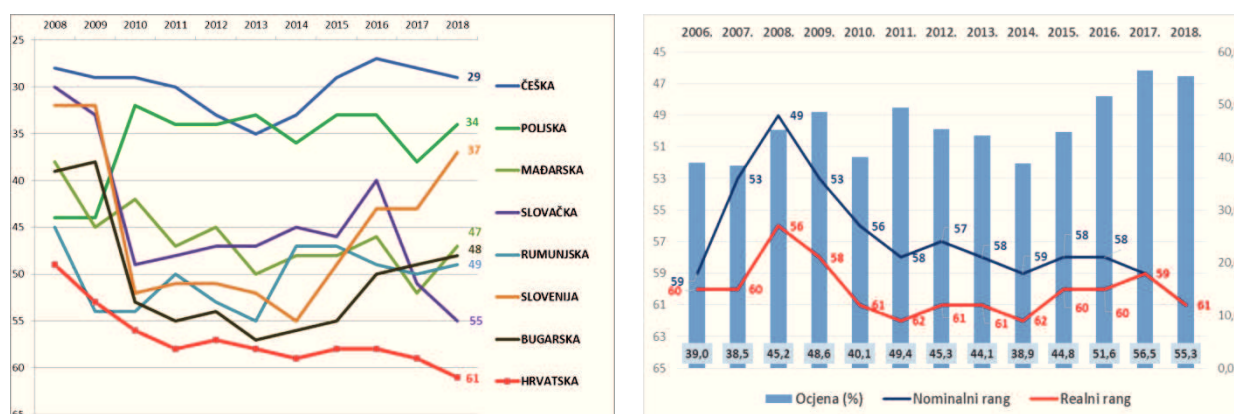 2008 2009 2010 2011 2012 2013 2014 2015 2016 2017 2018
25
30
35
40
45
50
55
60
65
29
34
37
47
48
49
55
61
ČEŠKA
POLJSKA
MAĐARSKA
SLOVAČKA
RUMUNJSKA
SLOVENIJA
BUGARSKA
HRVATSKA
2006. 2007. 2008. 2009. 2010. 2011. 2012. 2013. 2014. 2015. 2016. 2017. 2018.
45
47
49
51
53
55
57
59
61
63
65
59 53 49 53 56 58 57 58 59 58 58 59
60 60 56 58 61 62 61 61 62 60 60 61
39,0 38,5 45,2 48,6 40,1 49,4 45,3 44,1 38,9 44,8 51,6 56,5 55,3
Ocjena (%) Nominalni rang Realni rang